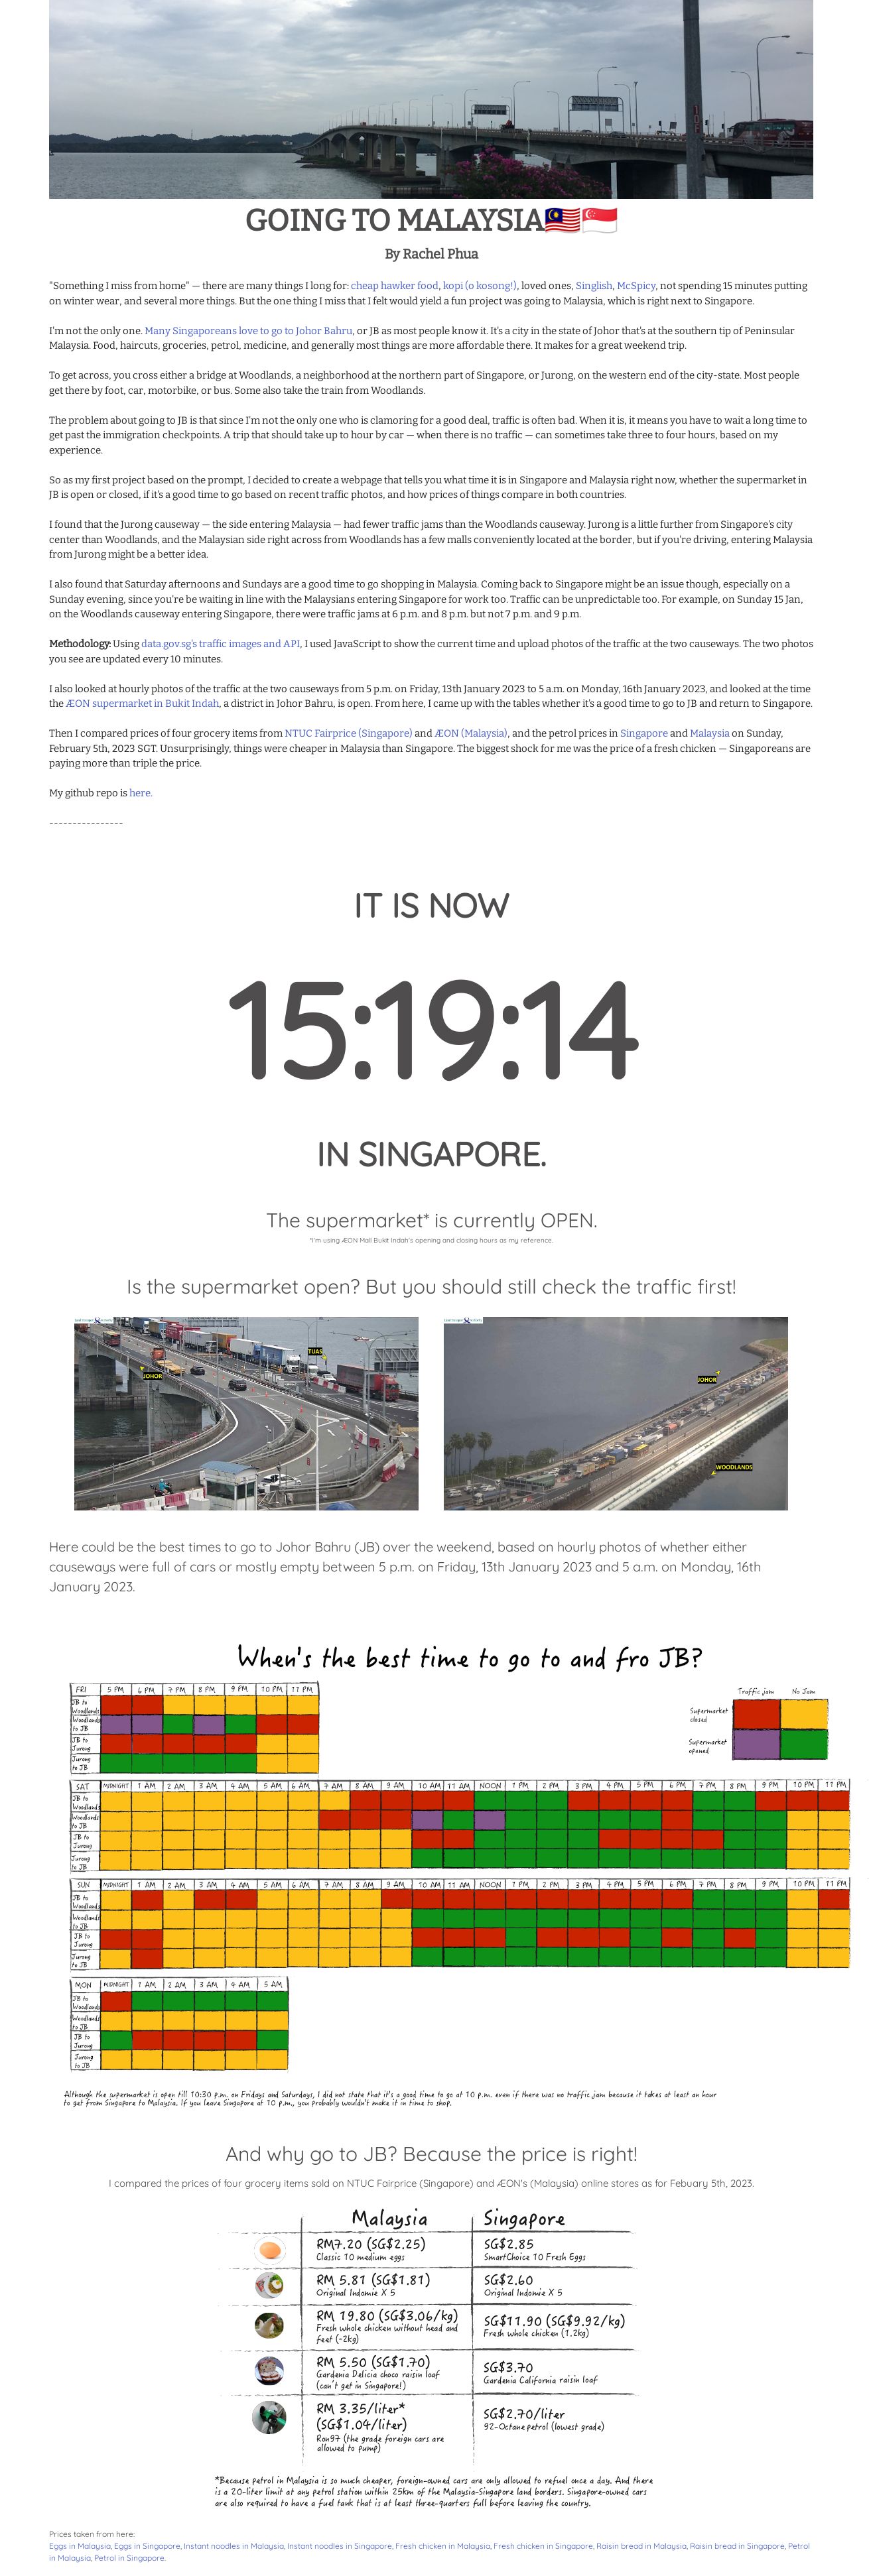 GOING TO MALAYSIA🇲🇾🇸🇬
By Rachel Phua
"Something I miss from home" — there are many things I long for: cheap hawker food, kopi (o kosong!), loved ones, Singlish, McSpicy, not spending 15 minutes putting
on winter wear, and several more things. But the one thing I miss that I felt would yield a fun project was going to Malaysia, which is right next to Singapore.
I'm not the only one. Many Singaporeans love to go to Johor Bahru, or JB as most people know it. It's a city in the state of Johor that's at the southern tip of Peninsular
Malaysia. Food, haircuts, groceries, petrol, medicine, and generally most things are more affordable there. It makes for a great weekend trip.
To get across, you cross either a bridge at Woodlands, a neighborhood at the northern part of Singapore, or Jurong, on the western end of the city-state. Most people
get there by foot, car, motorbike, or bus. Some also take the train from Woodlands.
The problem about going to JB is that since I'm not the only one who is clamoring for a good deal, traffic is often bad. When it is, it means you have to wait a long time to
get past the immigration checkpoints. A trip that should take up to hour by car — when there is no traffic — can sometimes take three to four hours, based on my
experience.
So as my first project based on the prompt, I decided to create a webpage that tells you what time it is in Singapore and Malaysia right now, whether the supermarket in
JB is open or closed, if it's a good time to go based on recent traffic photos, and how prices of things compare in both countries.
I found that the Jurong causeway — the side entering Malaysia — had fewer traffic jams than the Woodlands causeway. Jurong is a little further from Singapore's city
center than Woodlands, and the Malaysian side right across from Woodlands has a few malls conveniently located at the border, but if you're driving, entering Malaysia
from Jurong might be a better idea.
I also found that Saturday afternoons and Sundays are a good time to go shopping in Malaysia. Coming back to Singapore might be an issue though, especially on a
Sunday evening, since you're be waiting in line with the Malaysians entering Singapore for work too. Traffic can be unpredictable too. For example, on Sunday 15 Jan,
on the Woodlands causeway entering Singapore, there were traffic jams at 6 p.m. and 8 p.m. but not 7 p.m. and 9 p.m.
Methodology: Using data.gov.sg's traffic images and API, I used JavaScript to show the current time and upload photos of the traffic at the two causeways. The two photos
you see are updated every 10 minutes.
I also looked at hourly photos of the traffic at the two causeways from 5 p.m. on Friday, 13th January 2023 to 5 a.m. on Monday, 16th January 2023, and looked at the time
the ÆON supermarket in Bukit Indah, a district in Johor Bahru, is open. From here, I came up with the tables whether it's a good time to go to JB and return to Singapore.
Then I compared prices of four grocery items from NTUC Fairprice (Singapore) and ÆON (Malaysia), and the petrol prices in Singapore and Malaysia on Sunday,
February 5th, 2023 SGT. Unsurprisingly, things were cheaper in Malaysia than Singapore. The biggest shock for me was the price of a fresh chicken — Singaporeans are
paying more than triple the price.
My github repo is here.
----------------
IT IS NOW
15:19:14
IN SINGAPORE.
The supermarket* is currently OPEN.
*I'm using ÆON Mall Bukit Indah's opening and closing hours as my reference.
Is the supermarket open? But you should still check the traffic first!
TUAS
JOHOR
JOHOR
WOODLANDS
Here could be the best times to go to Johor Bahru (JB) over the weekend, based on hourly photos of whether either
causeways were full of cars or mostly empty between 5 p.m. on Friday, 13th January 2023 and 5 a.m. on Monday, 16th
January 2023.
When's the best time to go to and fro JB?
Traffic jam No Jam
Supermarket
closed
Supermarket
opened
FRI 5 PM 6 PM 7 PM 8 PM 9 PM 10 PM 11 PM
JB to
Woodlands
Woodlands
to JB
JB to
Jurong
Jurong
to JB
SAT MIDNIGHT 1 AM 2 AM 3 AM 4 AM 5 AM 6 AM 7 AM 8 AM 9 AM 10 AM 11 AM NOON 1 PM 2 PM 3 PM 4 PM 5 PM 6 PM 7 PM 8 PM 9 PM 10 PM 11 PM
JB to
Woodlands
Woodlands
to JB
JB to
Jurong
Jurong
to JB
SUN MIDNIGHT 1 AM 2 AM 3 AM 4 AM 5 AM 6 AM 7 AM 8 AM 9 AM 10 AM 11 AM NOON 1 PM 2 PM 3 PM 4 PM 5 PM 6 PM 7 PM 8 PM 9 PM 10 PM 11 PM
JB to
Woodlands
Woodlands
to JB
JB to
Jurong
Jurong
to JB
MON MIDNIGHT 1 AM 2 AM 3 AM 4 AM 5 AM
JB to
Woodlands
Woodlands
to JB
JB to
Jurong
Jurong
to JB
Although the supermarket is open till 10:30 p.m. on Fridays and Saturdays, I did not state that it's a good time to go at 10 p.m. even if there was no traffic jam because it takes at least an hour
to get from Singapore to Malaysia. If you leave Singapore at 10 p.m., you probably wouldn't make it in time to shop.
And why go to JB? Because the price is right!
I compared the prices of four grocery items sold on NTUC Fairprice (Singapore) and ÆON's (Malaysia) online stores as for Febuary 5th, 2023.
Malaysia Singapore
RM7.20 (SG$2.25)
Classic 10 medium eggs
SG$2.85
SmartChoice 10 Fresh Eggs
RM 5.81 (SG$1.81)
Original Indomie X 5
SG$2.60
Original Indomie X 5
RM 19.80 (SG$3.06/kg)
Fresh whole chicken without head and
feet (~2kg)
SG$11.90 (SG$9.92/kg)
Fresh whole chicken (1.2kg)
RM 5.50 (SG$1.70)
Gardenia Delicia choco raisin loaf
(can't get in Singapore!)
SG$3.70
Gardenia California raisin loaf
RM 3.35/liter*
(SG$1.04/liter)
Ron97 (the grade foreign cars are
allowed to pump)
SG$2.70/liter
92-Octane petrol (lowest grade)
*Because petrol in Malaysia is so much cheaper, foreign-owned cars are only allowed to refuel once a day. And there
is a 20-liter limit at any petrol station within 25km of the Malaysia-Singapore land borders. Singapore-owned cars
are also required to have a fuel tank that is at least three-quarters full before leaving the country.
Prices taken from here:
Eggs in Malaysia, Eggs in Singapore, Instant noodles in Malaysia, Instant noodles in Singapore, Fresh chicken in Malaysia, Fresh chicken in Singapore, Raisin bread in Malaysia, Raisin bread in Singapore, Petrol
in Malaysia, Petrol in Singapore.